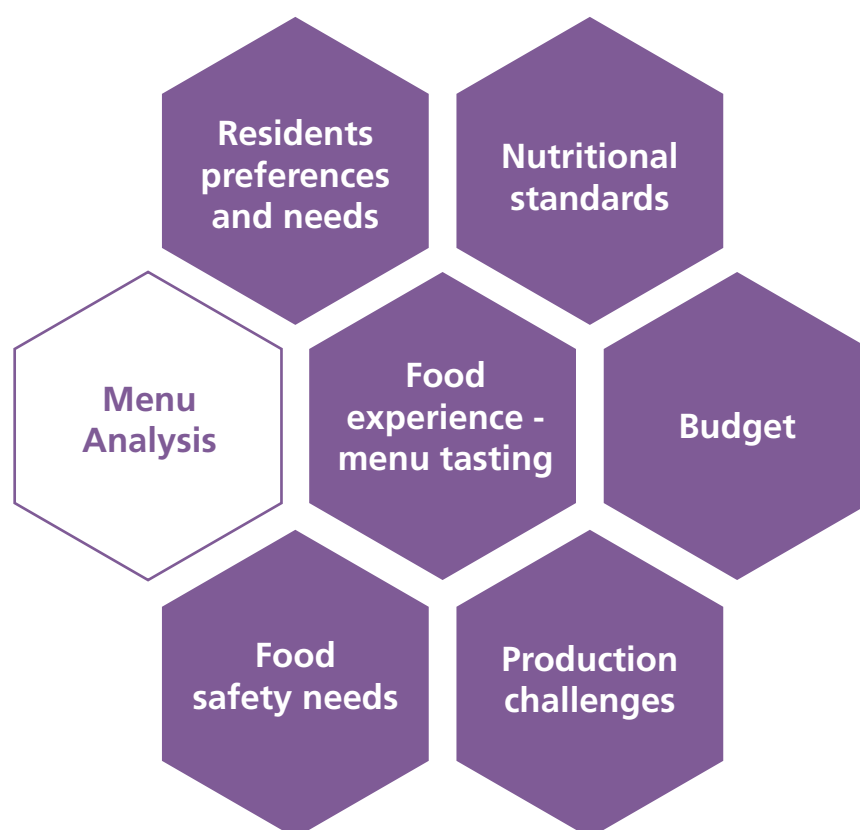 Residents
preferences
and needs
Nutritional
standards
Menu
Analysis
Food
experience -
menu tasting
Budget
Food
safety needs
Production
challenges